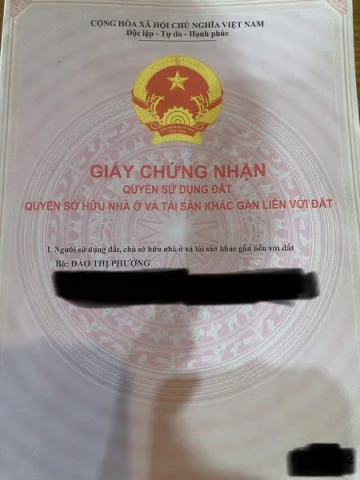 CỘNG HÒA XÃ HỘI CHỦ NGHĨA VIỆT NAM
Độc lập - Tự do - Hạnh phúc
GIẤY CHỨNG NHẬN
QUYỀN SỬ DỤNG ĐẤT
QUYỀN SỞ HỮU NHÀ Ở VÀ TÀI SẢN KHÁC GẮN LIỀN VỚI ĐẤT
I. Người sử dụng đất, chủ sở hữu nhà ở và tài sản khác gắn liền với đất
Bà: ĐÀO THỊ PHƯỢNG